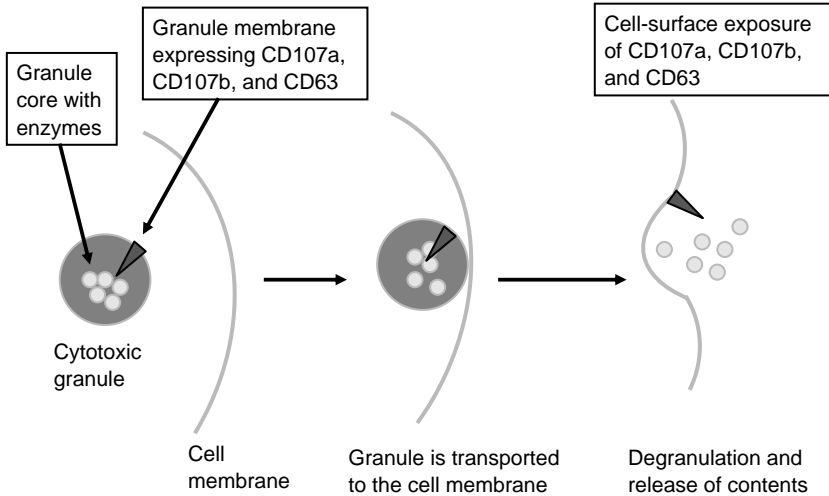 Granule
core with
enzymes
Granule membrane
expressing CD107a,
CD107b, and CD63
Cell-surface exposure
of CD107a, CD107b,
and CD63
Cytotoxic
granule
Cell
membrane
Granule is transported
to the cell membrane
Degranulation and
release of contents